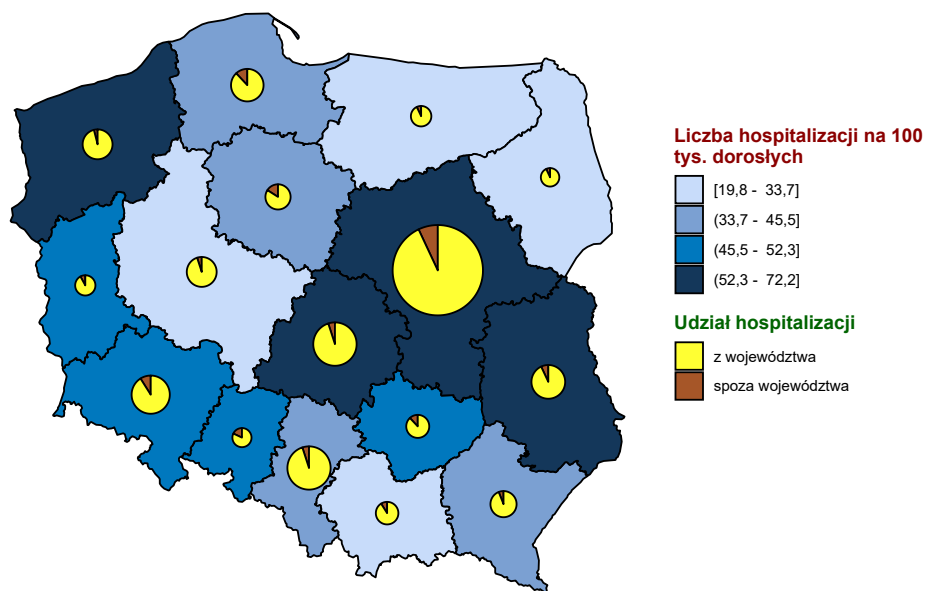 Liczba hospitalizacji na 100
tys. dorosłych
[19,8 - 33,7]
(33,7 - 45,5]
(45,5 - 52,3]
(52,3 - 72,2]
Udział hospitalizacji
z województwa
spoza województwa